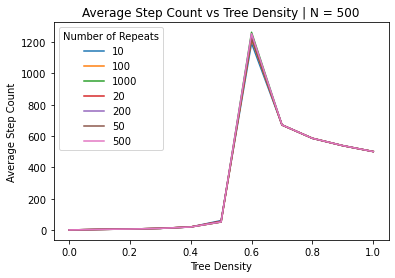 Average Step Count vs Tree Density | N = 500
Number of Repeats
10
100
1000
20
200
50
500
Average Step Count
1200
1000
800
600
400
200
0
0.0 0.2 0.4 0.6 0.8 1.0
Tree Density